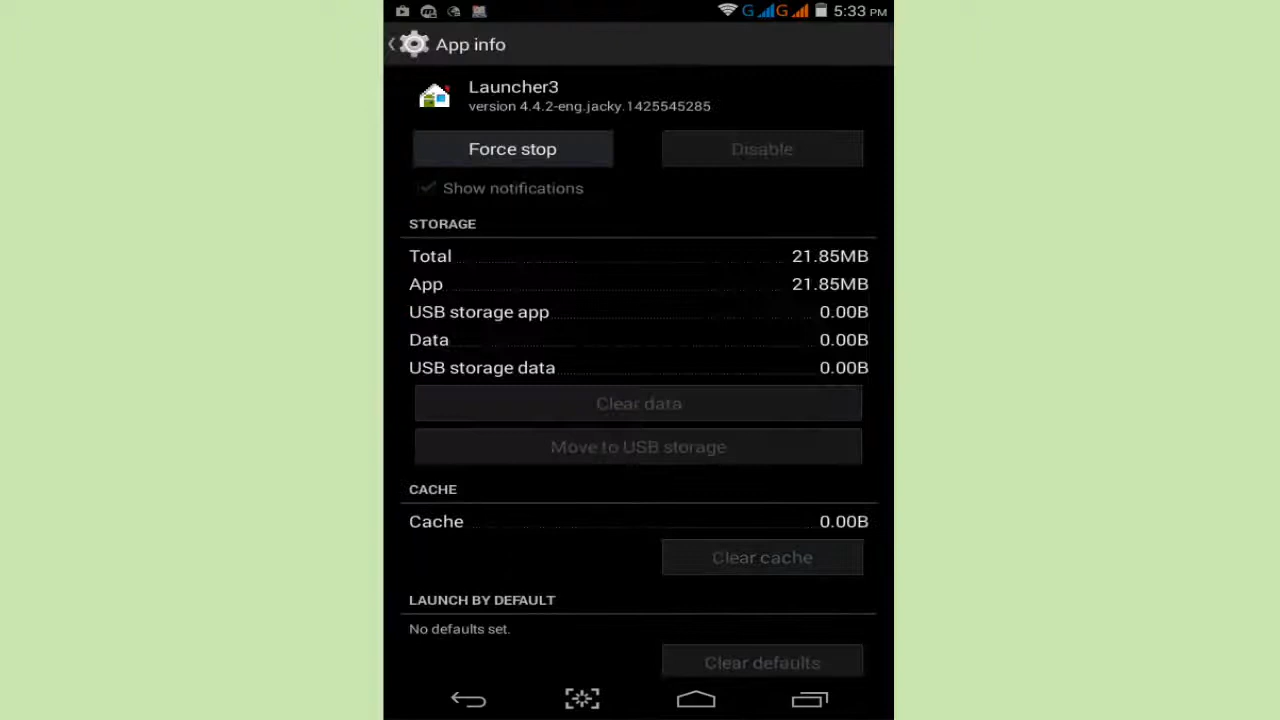 G G 5:33 PM
App info
Launcher3
version 4.4.2-eng.jacky.1425545285
Force stop Disable
Show notifications
STORAGE
Total 21.85MB
App 21.85MB
USB storage app 0.00B
Data 0.00B
USB storage data 0.00B
Clear data
Move to USB storage
CACHE
Cache 0.00B
Clear cache
LAUNCH BY DEFAULT
No defaults set.
Clear defaults